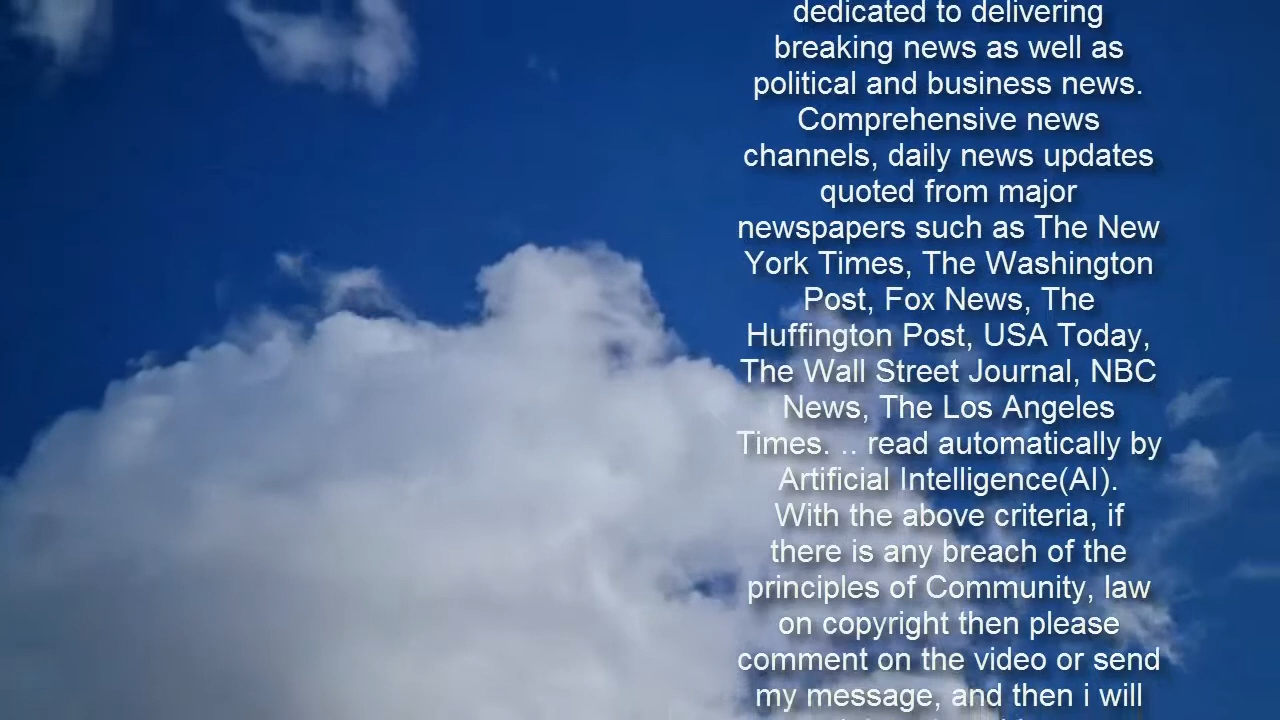 dedicated to delivering
breaking news as well as
political and business news.
Comprehensive news
channels, daily news updates
quoted from major
newspapers such as The New
York Times, The Washington
Post, Fox News, The
Huffington Post, USA Today,
The Wall Street Journal, NBC
News, The Los Angeles
Times. .. read automatically by
Artificial Intelligence(AI).
With the above criteria, if
there is any breach of the
principles of Community, law
on copyright then please
comment on the video or send
my message, and then i will